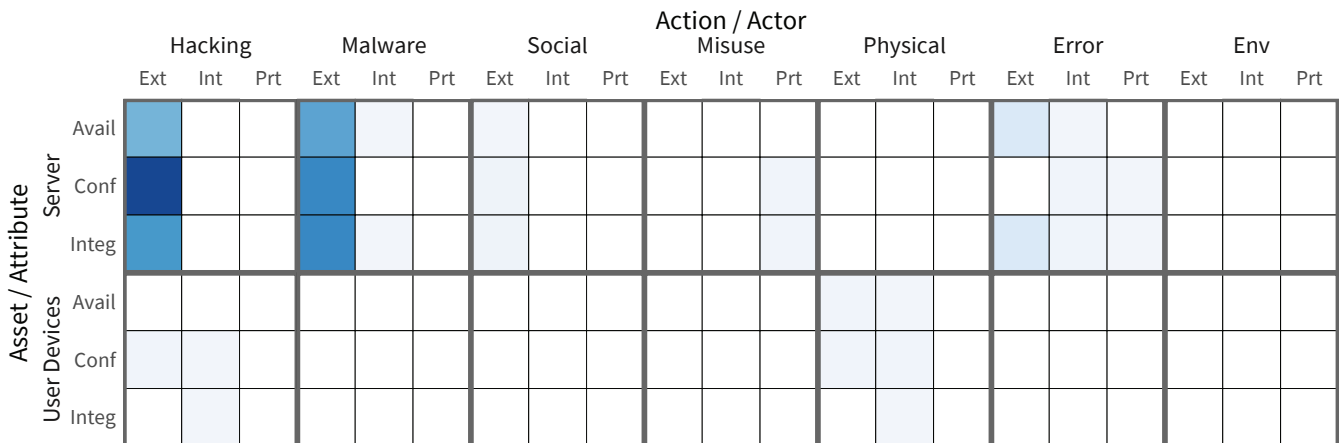 Action / Actor
Hacking Malware Social Misuse Physical Error Env
Ext Int Prt Ext Int Prt Ext Int Prt Ext Int Prt Ext Int Prt Ext Int Prt Ext Int Prt
Asset / Attribute
Server
Avail
Conf
Integ
User Devices
Avail
Conf
Integ